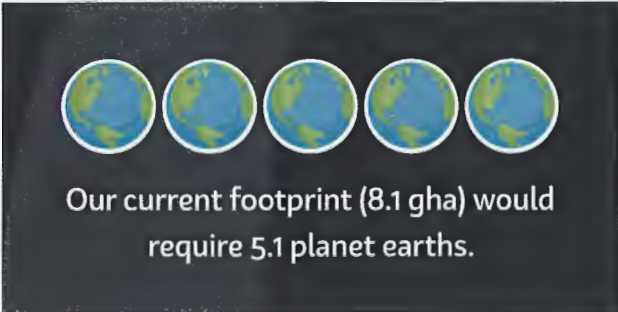 Our current footprint (8.1 gha) would
require 5.1 planet earths.